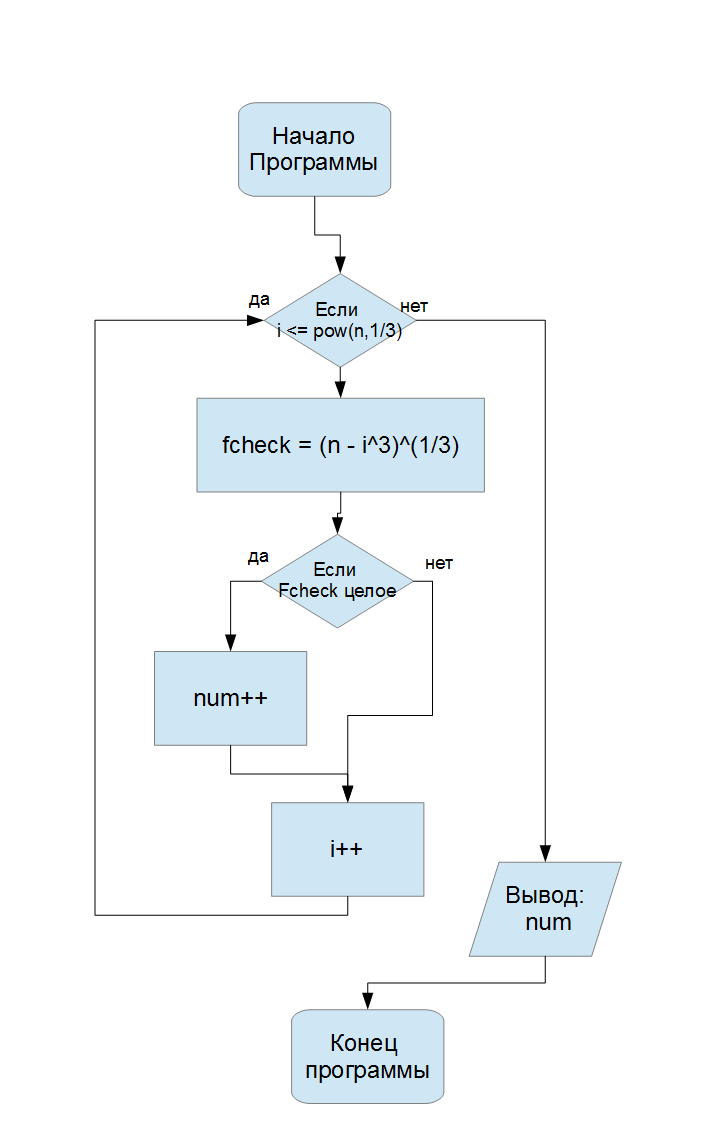 Начало
Программы
да
нет
Если
i <= pow(n,1/3)
fcheck = (n - i^3)^(1/3)
да
нет
Если
Fcheck целое
num++
i++
Вывод:
num
Конец
программы